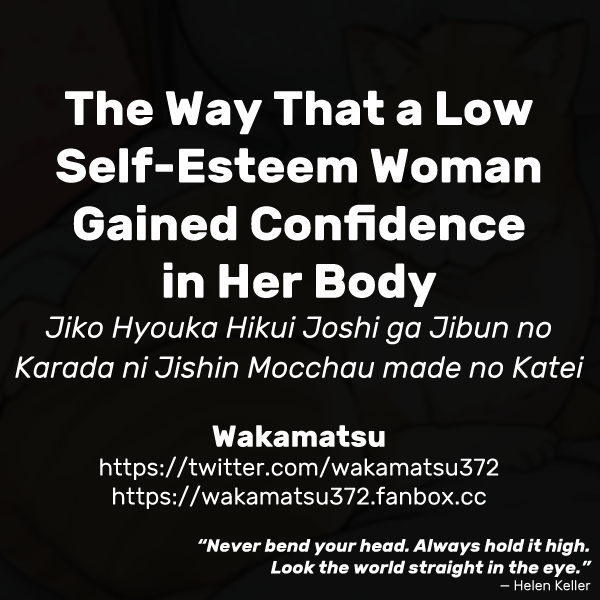 The Way That a Low
Self-Esteem Woman
Gained Confidence
in Her Body
Jiko Hyouka Hikui Joshi ga Jibun no
Karada ni Jishin Mocchau made no Katei
Wakamatsu
https://twitter.com/wakamatsu372
https://wakamatsu372.fanbox.cc
“Never bend your head. Always hold it high.
Look the world straight in the eye.”
— Helen Keller